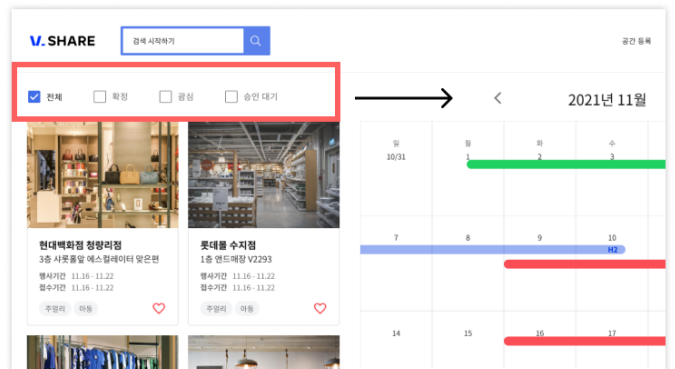 V. SHARE
검색 시작하기
공간 등록
전체 확정 광심 승인 대기
2021년 11월
일 월 화 수
10/31 1 2 3
현대백화점 청량리점
3층 샤롯홀앞 에스컬레이터 맞은편
행사기간 11.16 - 11.22
접수기간 11.16 - 11.22
주얼리 아동
롯데몰 수지점
1층 앤드매장 V2293
행사기간 11.16 - 11.22
접수기간 11.16 - 11.22
주얼리 아동
7 8 9 10
H2
14 15 16 17